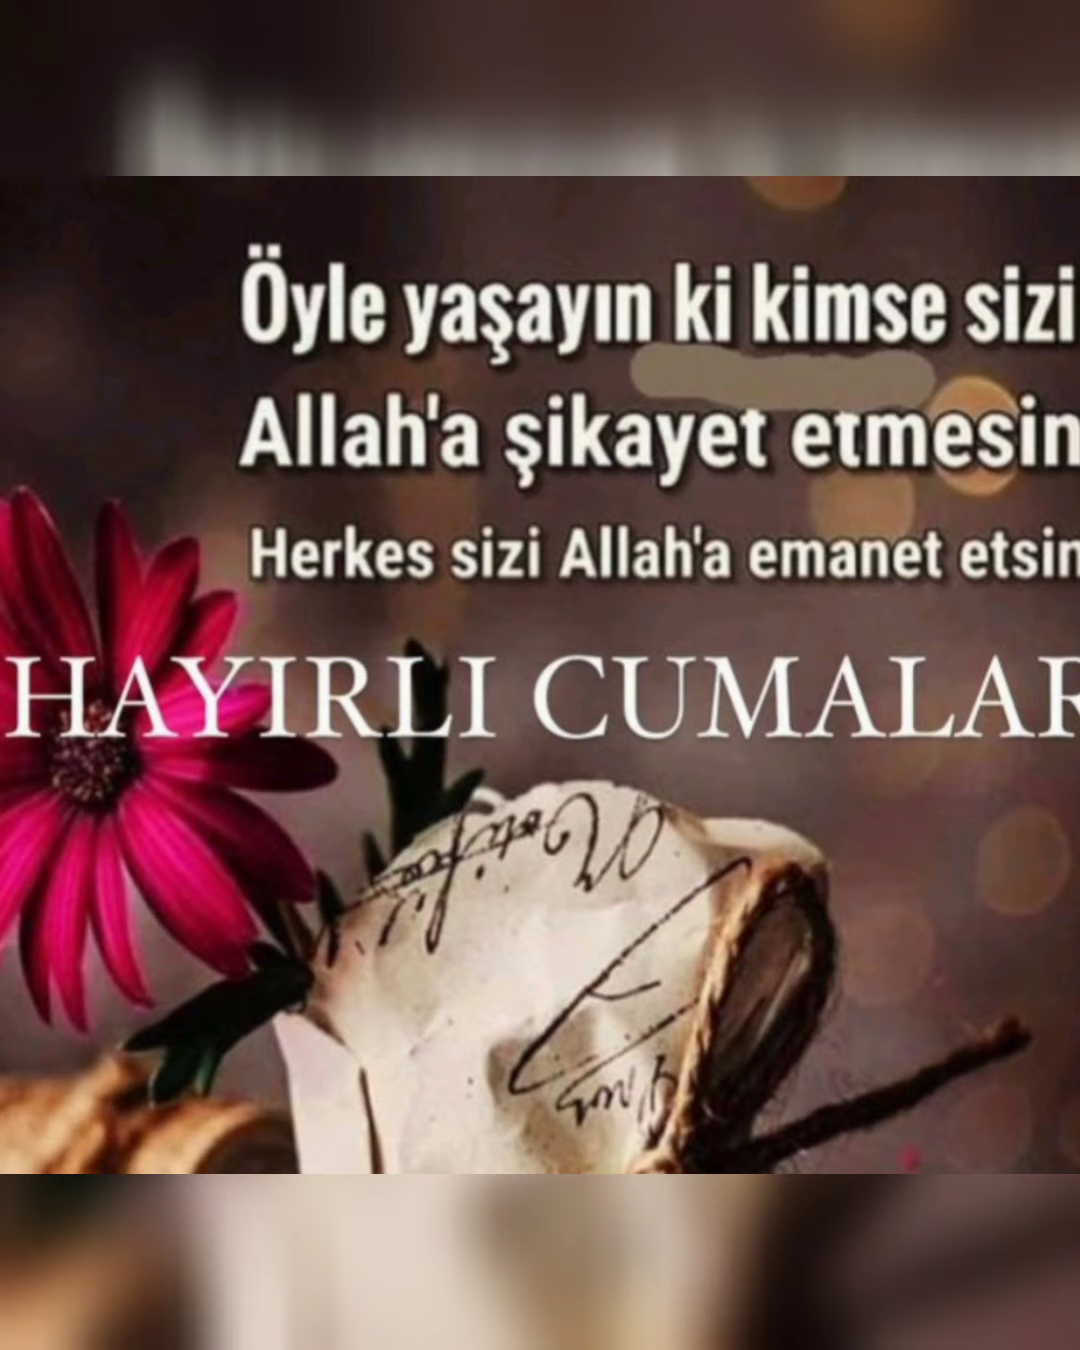 Öyle yaşayın ki kimse sizi
Allah'a şikayet etmesin
Herkes sizi Allah'a emanet etsin
HAYIRLI CUMALAR